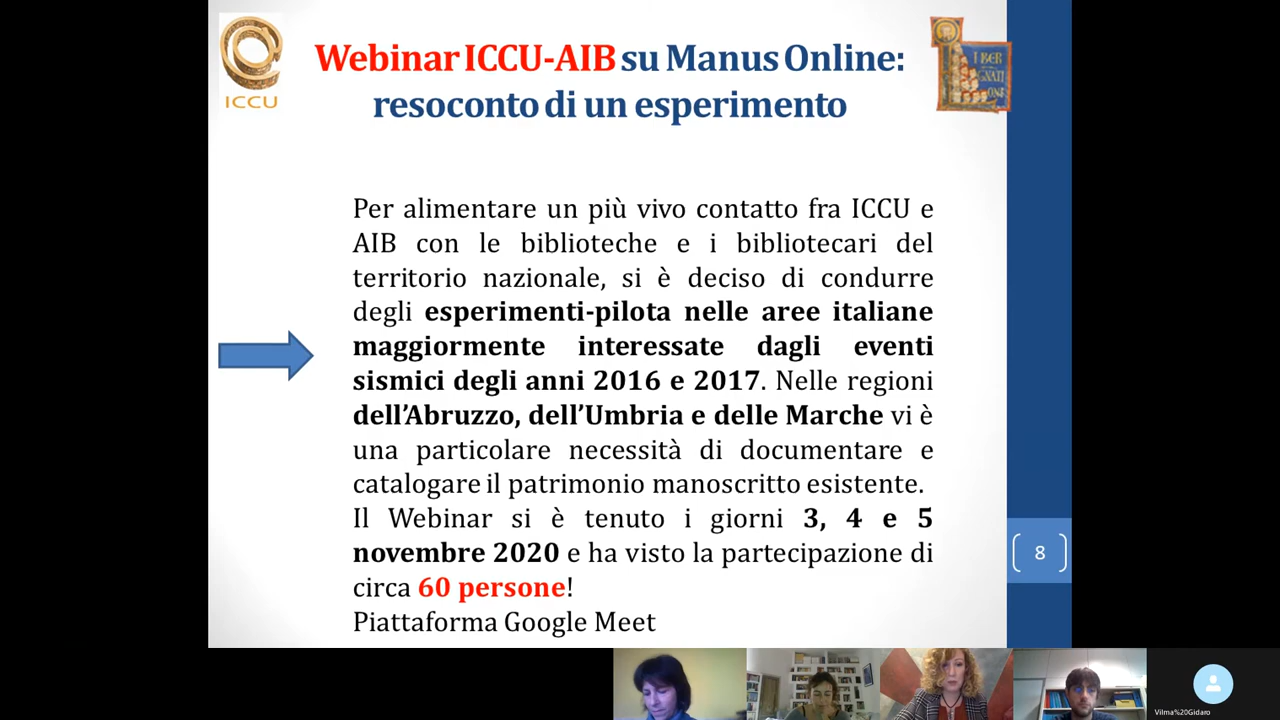 ICCU
Webinar ICCU-AIB su Manus Online:
resoconto di un esperimento
Per alimentare un più vivo contatto fra ICCU e
AIB con le biblioteche e i bibliotecari del
territorio nazionale, si è deciso di condurre
degli esperimenti-pilota nelle aree italiane
maggiormente interessate dagli eventi
sismici degli anni 2016 e 2017. Nelle regioni
dell’Abruzzo, dell’Umbria e delle Marche vi è
una particolare necessità di documentare e
catalogare il patrimonio manoscritto esistente.
Il Webinar si è tenuto i giorni 3, 4 e 5
novembre 2020 e ha visto la partecipazione di
circa 60 persone!
Piattaforma Google Meet
8
Vilma%20Gidaro